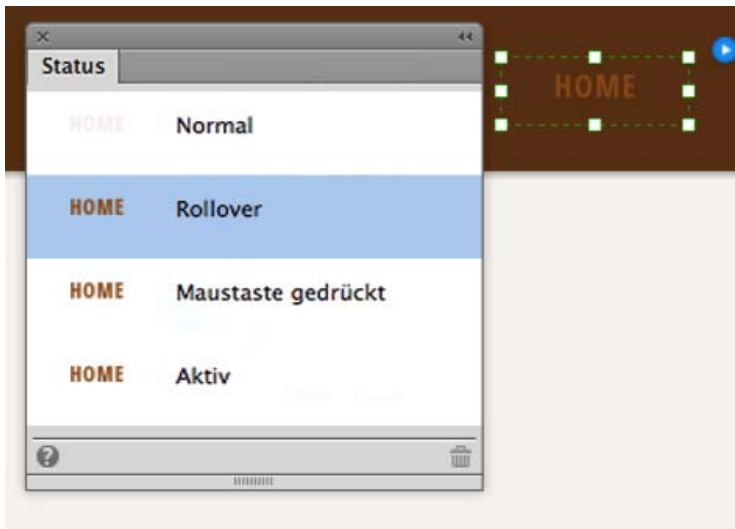 Status
HOME
HOME Normal
HOME Rollover
HOME Maustaste gedrückt
HOME Aktiv